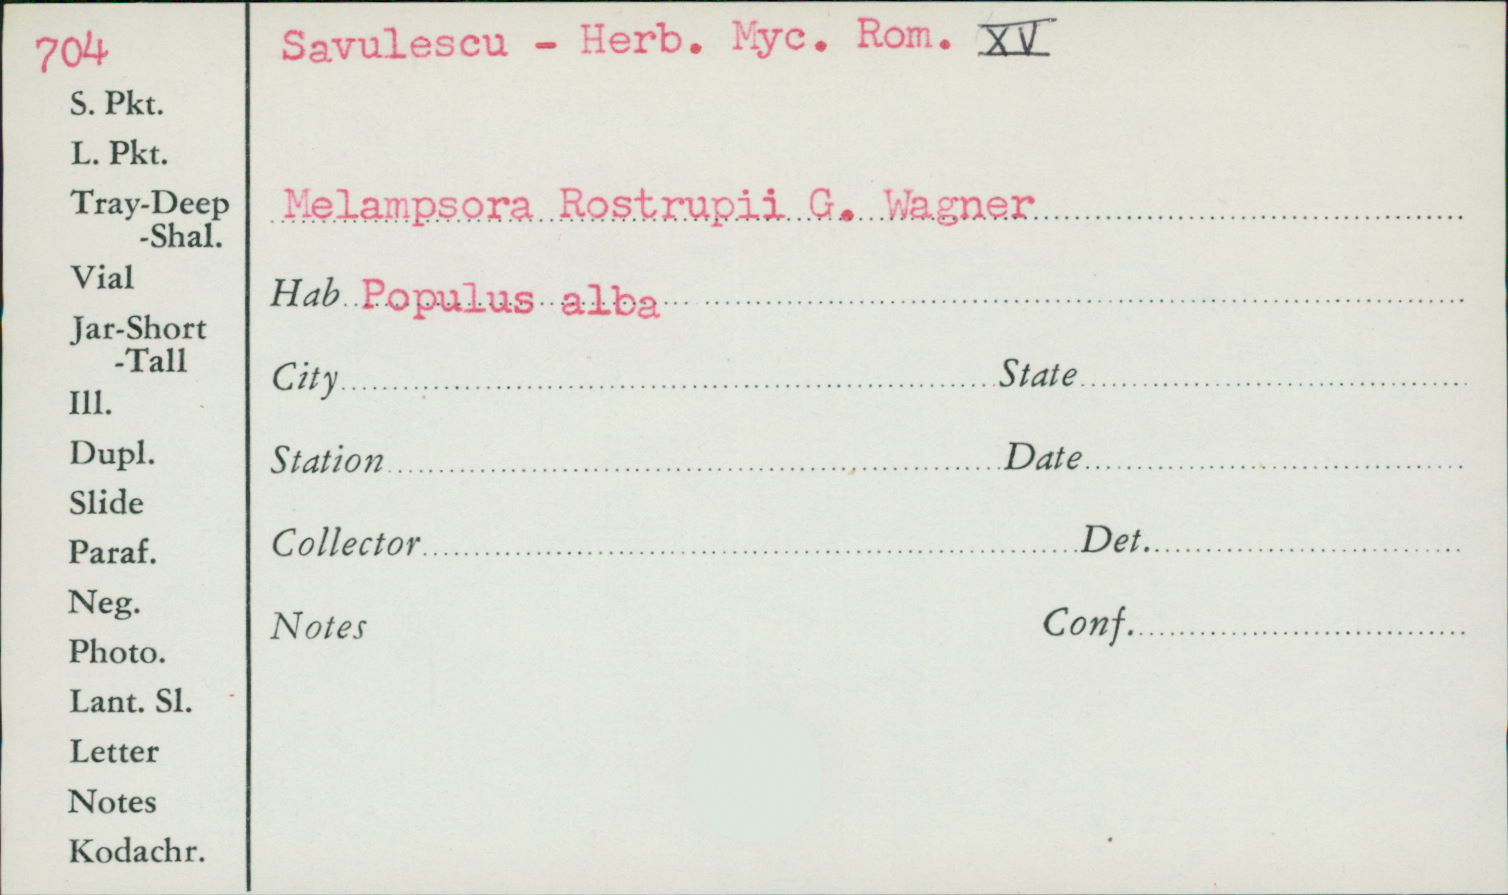 704
S. Pkt.
L. Pkt.
Tray-Deep
-Shal.
Vial
Jar-Short
-Tall
Ill.
Dupl.
Slide
Paraf.
Neg.
Photo.
Lant. Sl.
Letter
Notes
Kodachr.
Savulescu - Herb. Myc. Rom. XV
Melampsora Rostrupii G. Wagner
Hab Populus alba
City State
Station Date
Collector Det.
Notes Conf.